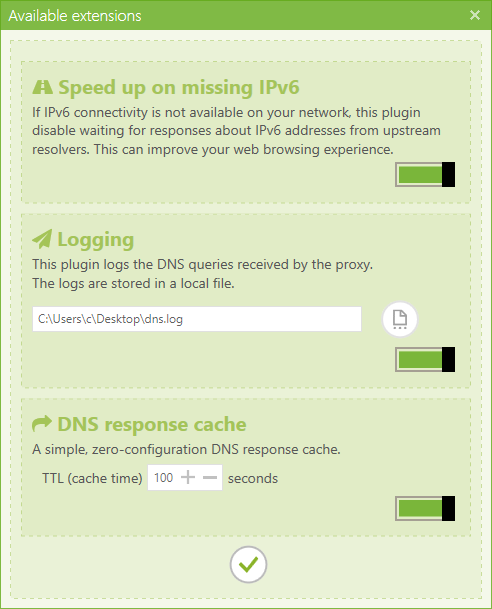 Available extensions
Speed up on missing IPv6
If IPv6 connectivity is not available on your network, this plugin
disable waiting for responses about IPv6 addresses from upstream
resolvers. This can improve your web browsing experience.
Logging
This plugin logs the DNS queries received by the proxy.
The logs are stored in a local file.
C:\Users\c\Desktop\dns.log
DNS response cache
A simple, zero-configuration DNS response cache.
TTL (cache time) 100 seconds